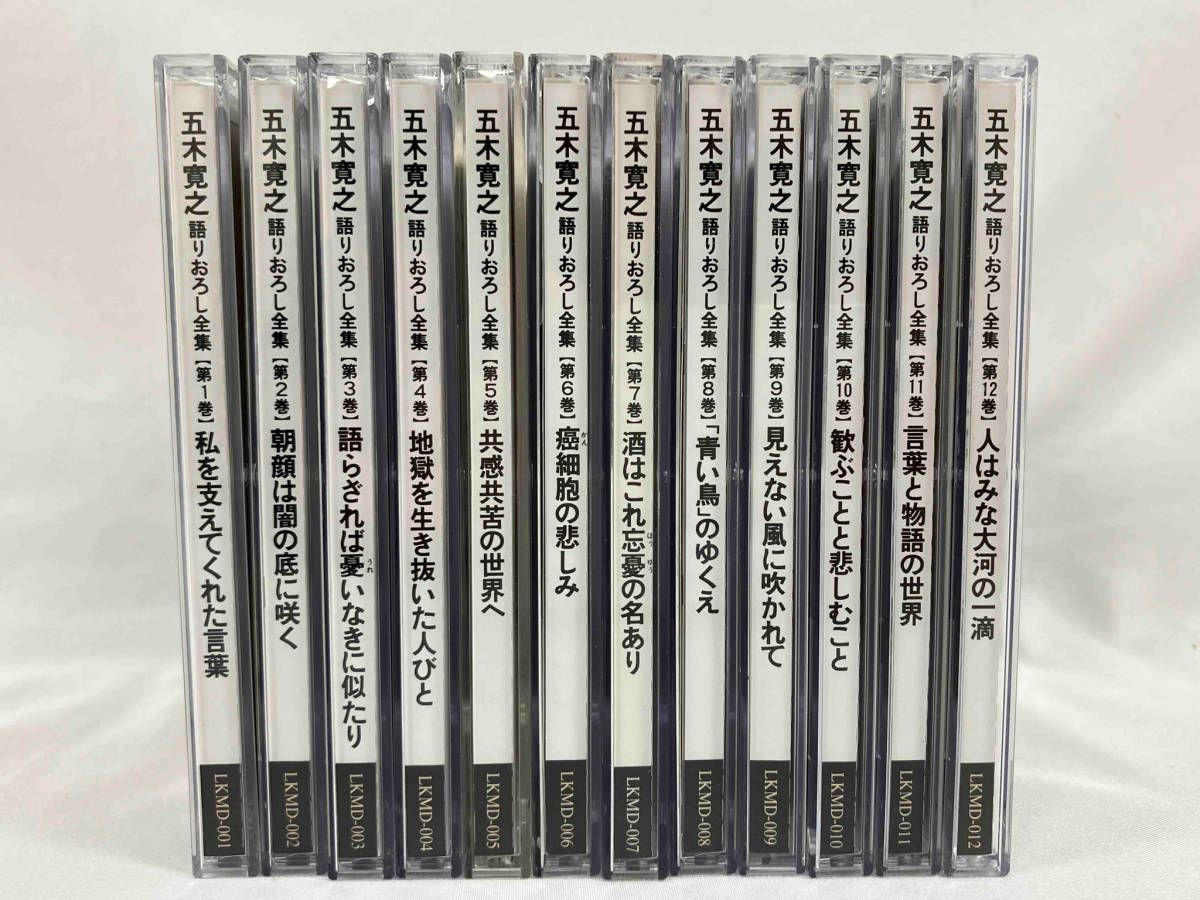 五木寛之 語りおろし全集【第1巻】私を支えてくれた言葉 LKMD-001
五木寛之 語りおろし全集【第2巻】朝顔は闇の底に咲く LKMD-002
五木寛之 語りおろし全集【第3巻】語らざれば憂いなきに似たり LKMD-003
うれ
五木寛之 語りおろし全集【第4巻】地獄を生き抜いた人びと LKMD-004
五木寛之 語りおろし全集【第5巻】共感共苦の世界へ LKMD-005
五木寛之 語りおろし全集【第6巻】癌細胞の悲しみ LKMD-006
がん
五木寛之 語りおろし全集【第7巻】酒はこれ忘憂の名あり LKMD-007
ぼう ゆう
五木寛之 語りおろし全集【第8巻】「青い鳥」のゆくえ LKMD-008
五木寛之 語りおろし全集【第9巻】見えない風に吹かれて LKMD-009
五木寛之 語りおろし全集【第10巻】歓ぶことと悲しむこと LKMD-010
五木寛之 語りおろし全集【第11巻】言葉と物語の世界 LKMD-011
五木寛之 語りおろし全集【第12巻】人はみな大河の一滴 LKMD-012